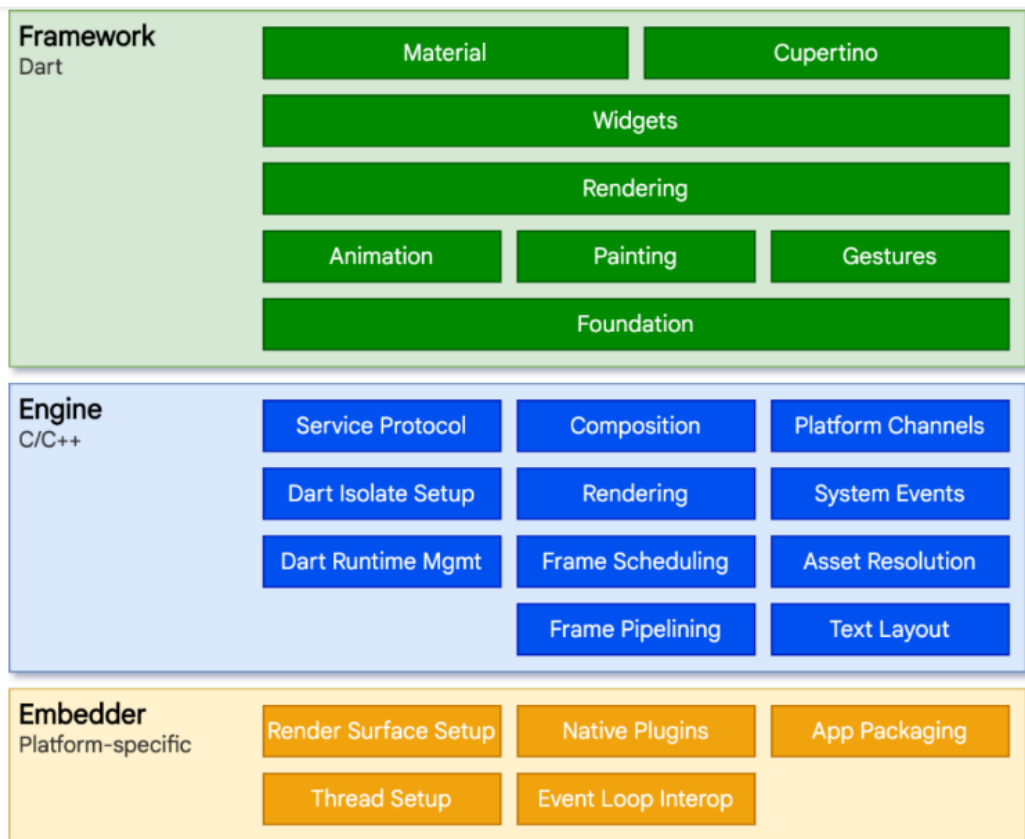 Framework
Dart
Material
Cupertino
Widgets
Rendering
Animation
Painting
Gestures
Foundation
Engine
C/C++
Service Protocol
Composition
Platform Channels
Dart Isolate Setup
Rendering
System Events
Dart Runtime Mgmt
Frame Scheduling
Asset Resolution
Frame Pipelining
Text Layout
Embedder
Platform-specific
Render Surface Setup
Native Plugins
App Packaging
Thread Setup
Event Loop Interop